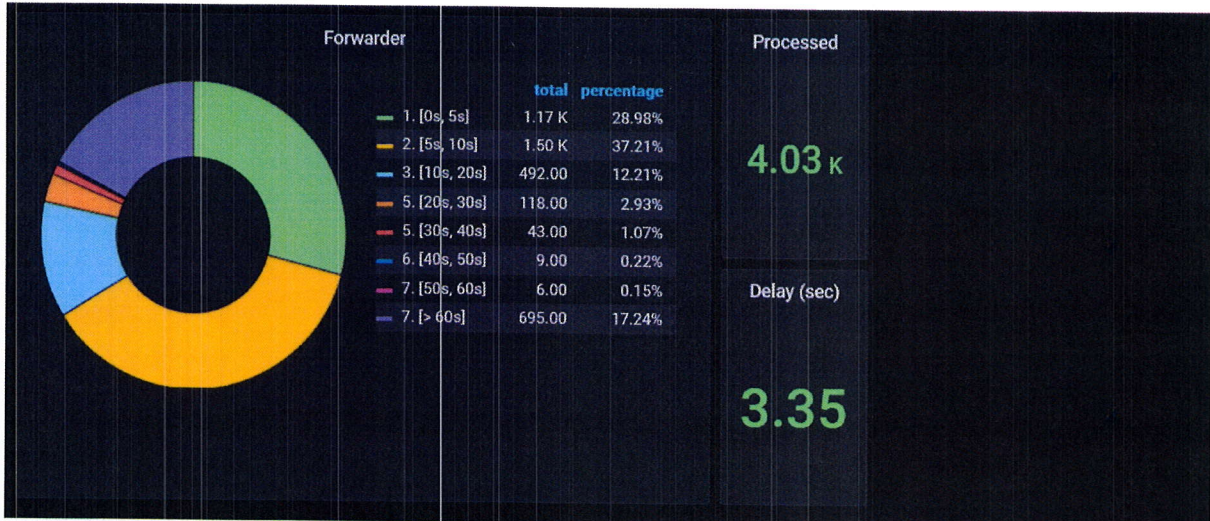 Forwarder
total percentage
1. [0s, 5s] 1.17 K 28.98%
2. [5s, 10s] 1.50 K 37.21%
3. [10s, 20s] 492.00 12.21%
5. [20s, 30s] 118.00 2.93%
5. [30s, 40s] 43.00 1.07%
6. [40s, 50s] 9.00 0.22%
7. [50s, 60s] 6.00 0.15%
7. [> 60s] 695.00 17.24%
Processed
4.03 K
Delay (sec)
3.35